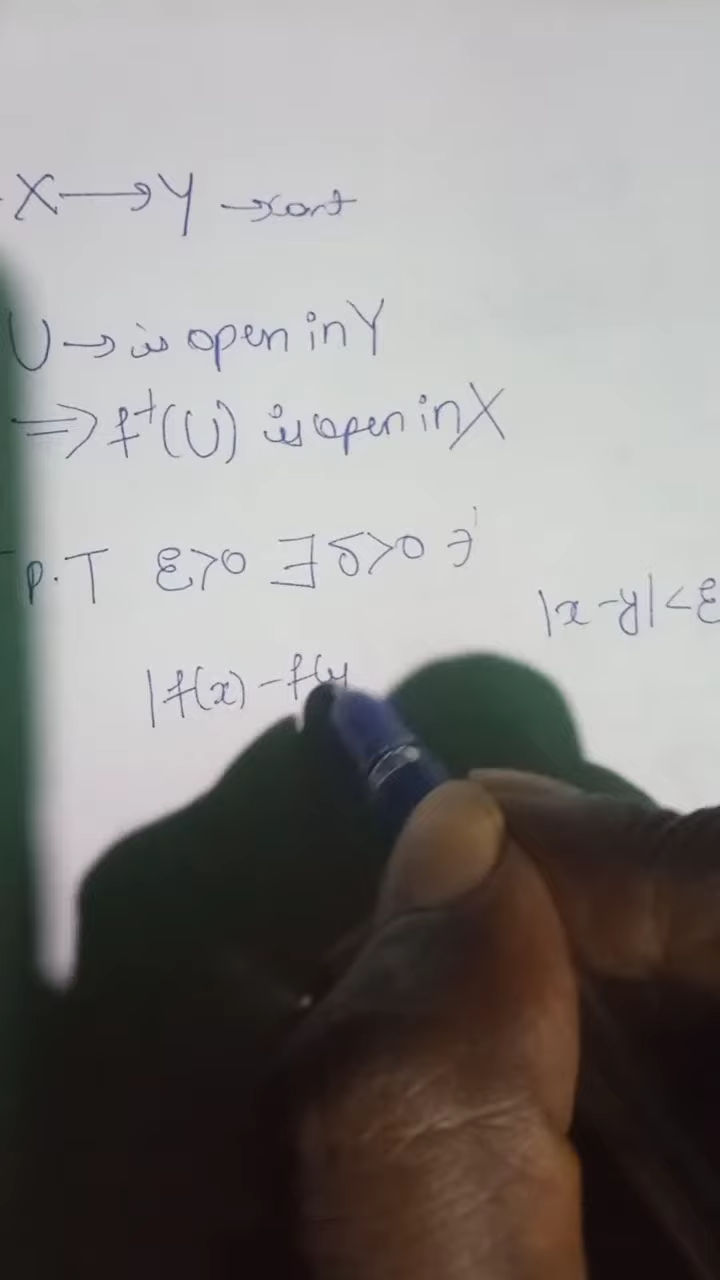 X → Y → cont
U → is open in Y
⇒ f⁻¹(U) is open in X
P.T ε>0 ∃ δ>0 ∋
|x-y|<ε
|f(x)-f(y